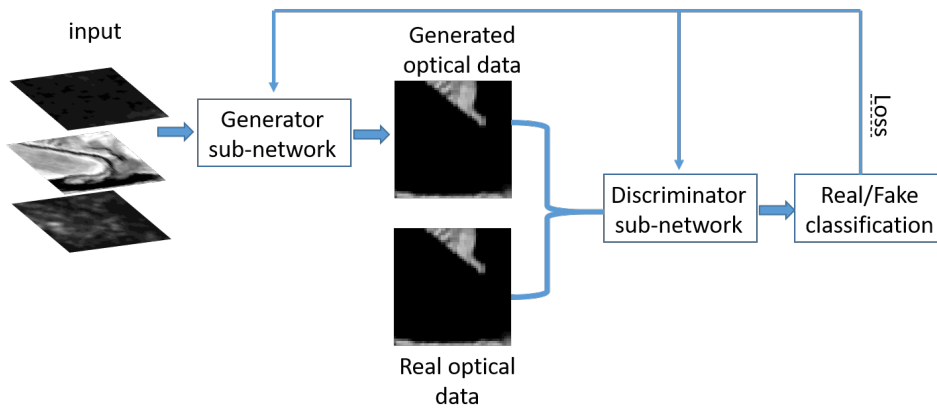 input
Generator
sub-network
Generated
optical data
Real optical
data
Discriminator
sub-network
Real/Fake
classification
Loss